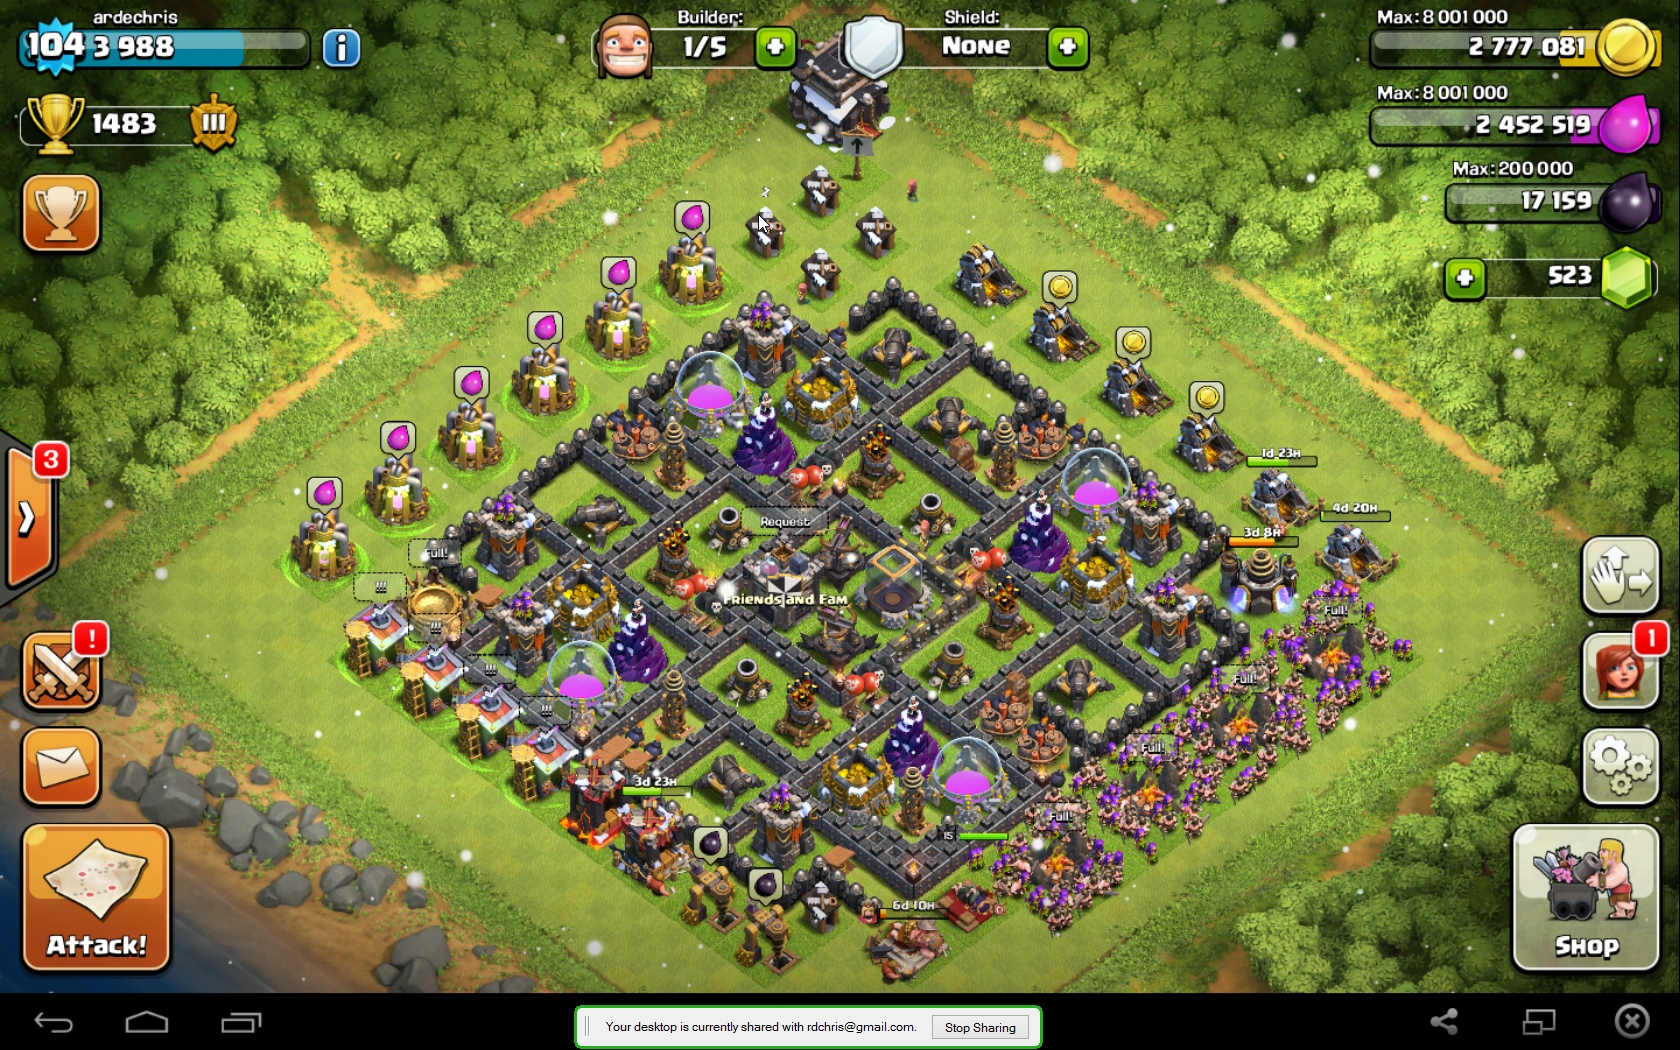 ardechris
104
3 988
i
Builder:
1/5
Shield:
None
Max: 8 001 000
2 777 081
1483
III
Max: 8 001 000
2 452 519
Max: 200 000
17 159
523
3
1d 23H
4d 20H
Request
3d 8H
Full!
Friends and Fam
Full!
!
1
Full!
Full!
3d 23H
Full!
15
6d 10H
Attack!
Shop
Your desktop is currently shared with rdchris@gmail.com.
Stop Sharing